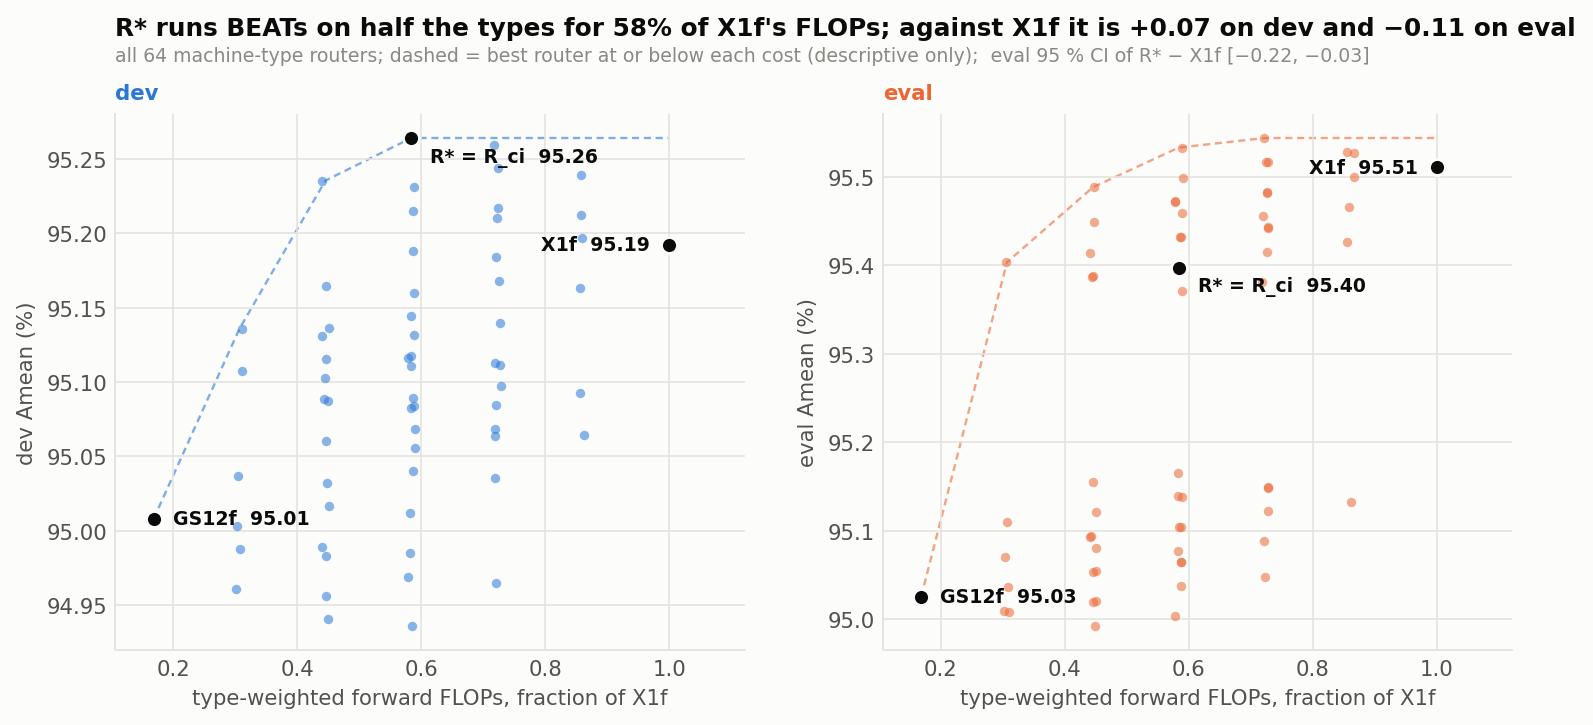 R* runs BEATs on half the types for 58% of X1f's FLOPs; against X1f it is +0.07 on dev and −0.11 on eval
all 64 machine-type routers; dashed = best router at or below each cost (descriptive only);  eval 95 % CI of R* − X1f [−0.22, −0.03]
dev
dev Amean (%)
95.25
95.20
95.15
95.10
95.05
95.00
94.95
R* = R_ci  95.26
X1f  95.19
GS12f  95.01
0.2 0.4 0.6 0.8 1.0
type-weighted forward FLOPs, fraction of X1f
eval
eval Amean (%)
95.5
95.4
95.3
95.2
95.1
95.0
X1f  95.51
R* = R_ci  95.40
GS12f  95.03
0.2 0.4 0.6 0.8 1.0
type-weighted forward FLOPs, fraction of X1f